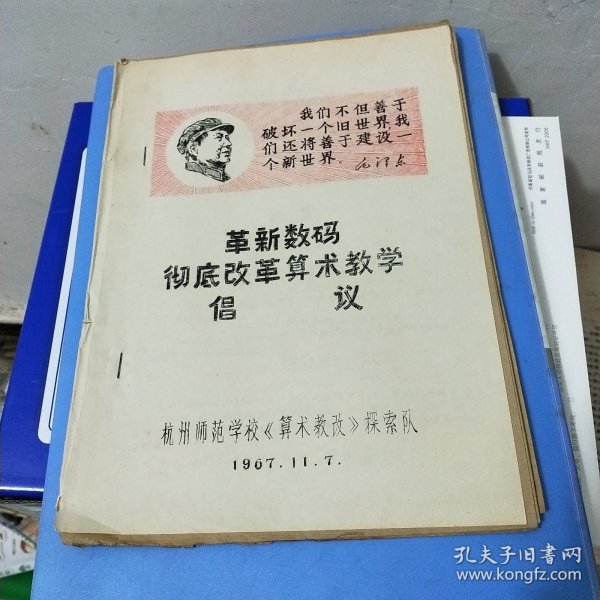 我们不但善于
破坏一个旧世界,我
们还将善于建设一
个新世界。 毛泽东
革新数码
彻底改革算术教学
倡 议
杭州师范学校《算术教改》探索队
1967.11.7.
孔夫子旧书网
www.kongfz.com